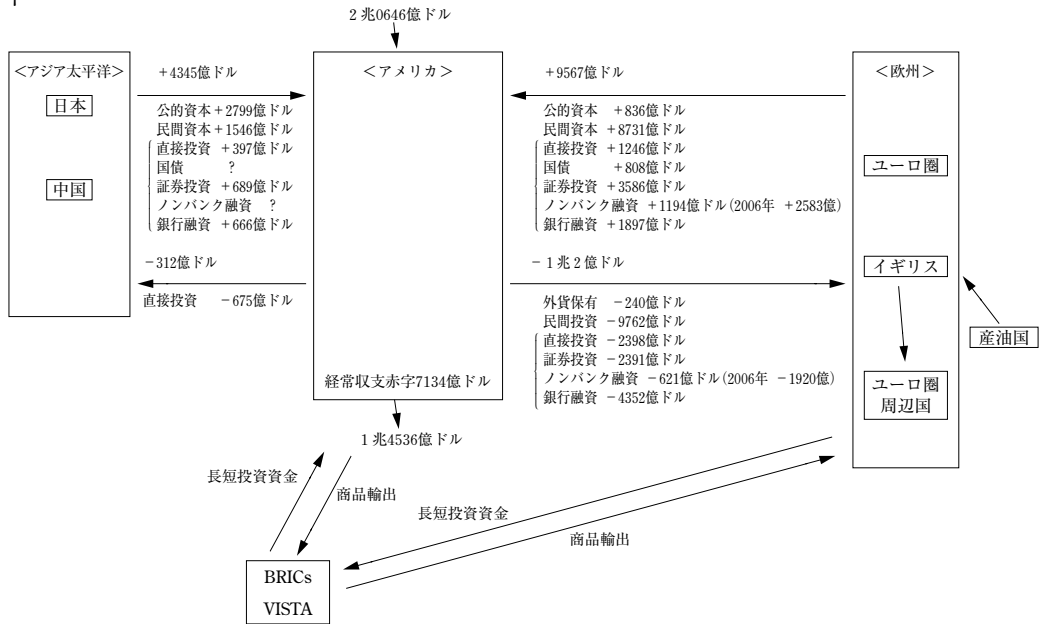 2兆0646億ドル
<アジア太平洋>
日本
中国
+4345億ドル
公的資本+2799億ドル
民間資本+1546億ドル
直接投資 +397億ドル
国債 ?
証券投資 +689億ドル
ノンバンク融資 ?
銀行融資 +666億ドル
-312億ドル
直接投資 -675億ドル
<アメリカ>
経常収支赤字7134億ドル
1兆4536億ドル
+9567億ドル
公的資本 +836億ドル
民間資本 +8731億ドル
直接投資 +1246億ドル
国債 +808億ドル
証券投資 +3586億ドル
ノンバンク融資 +1194億ドル(2006年 +2583億)
銀行融資 +1897億ドル
-1兆2億ドル
外貨保有 -240億ドル
民間投資 -9762億ドル
直接投資 -2398億ドル
証券投資 -2391億ドル
ノンバンク融資 -621億ドル(2006年 -1920億)
銀行融資 -4352億ドル
<欧州>
ユーロ圏
イギリス
産油国
ユーロ圏
周辺国
長短投資資金
商品輸出
長短投資資金
商品輸出
BRICs
VISTA